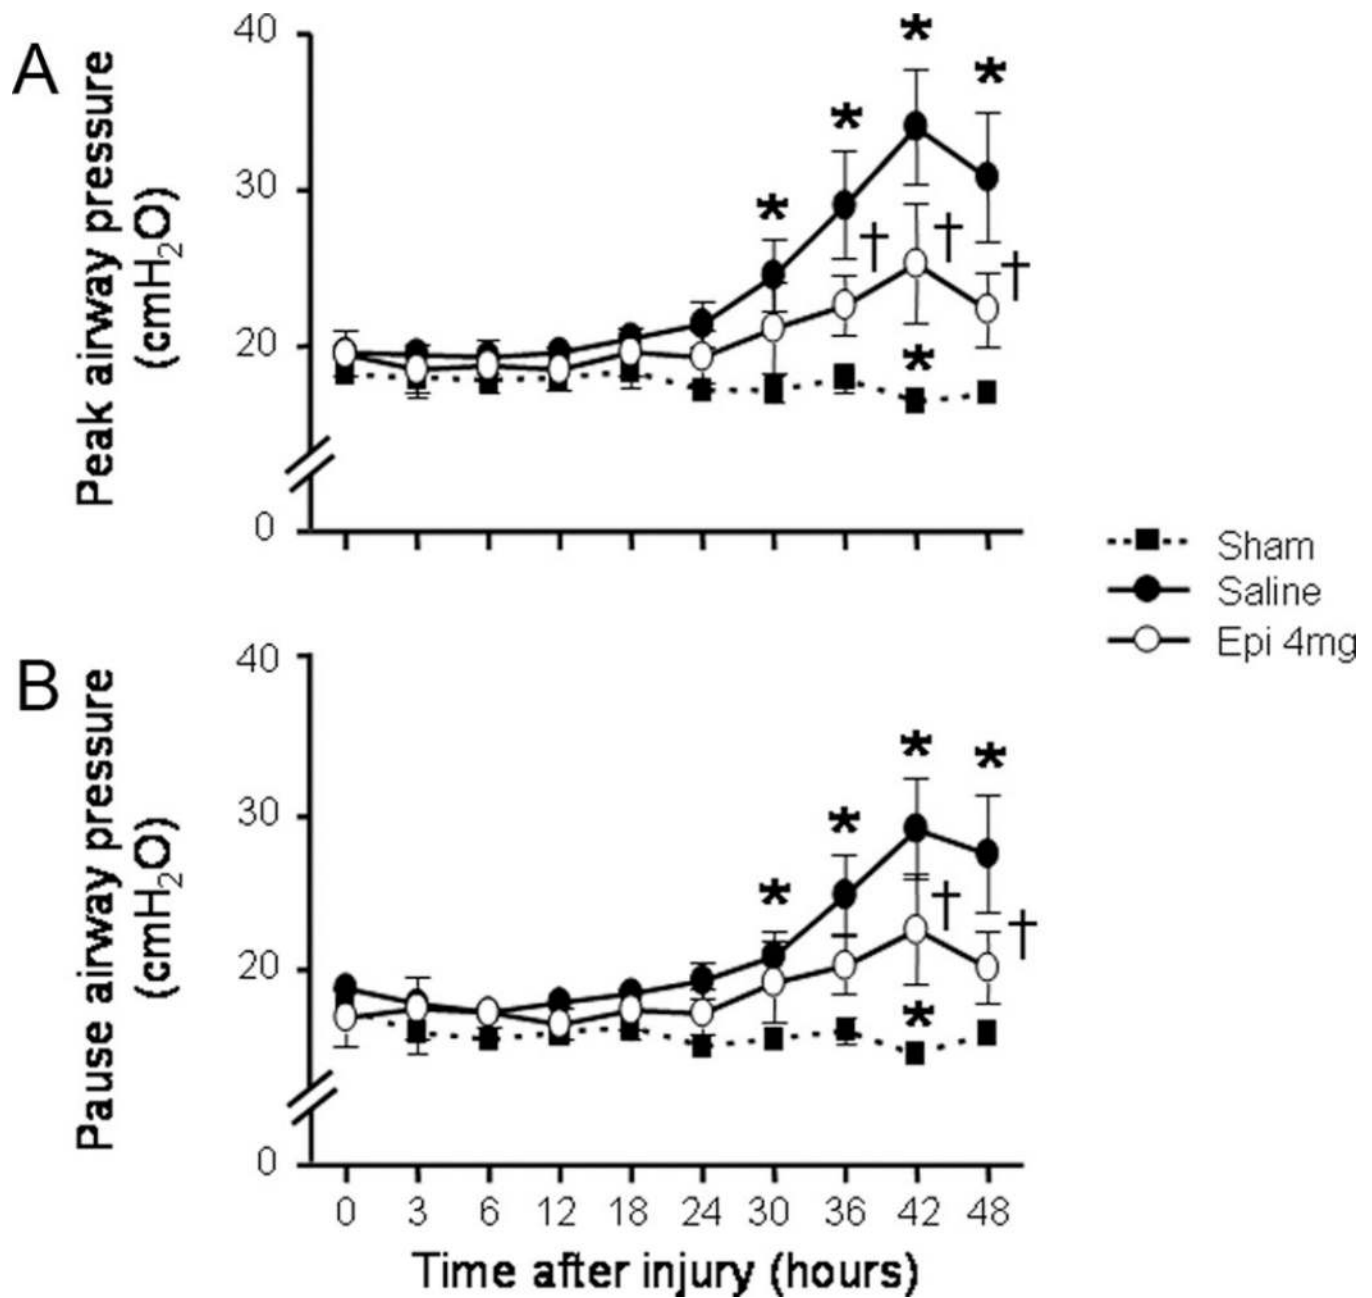 A
Peak airway pressure
(cmH₂O)
40
30
20
0
*
*
*
*
†
†
†
*
Sham
Saline
Epi 4mg
B
Pause airway pressure
(cmH₂O)
40
30
20
0
*
*
*
*
†
†
*
0 3 6 12 18 24 30 36 42 48
Time after injury (hours)